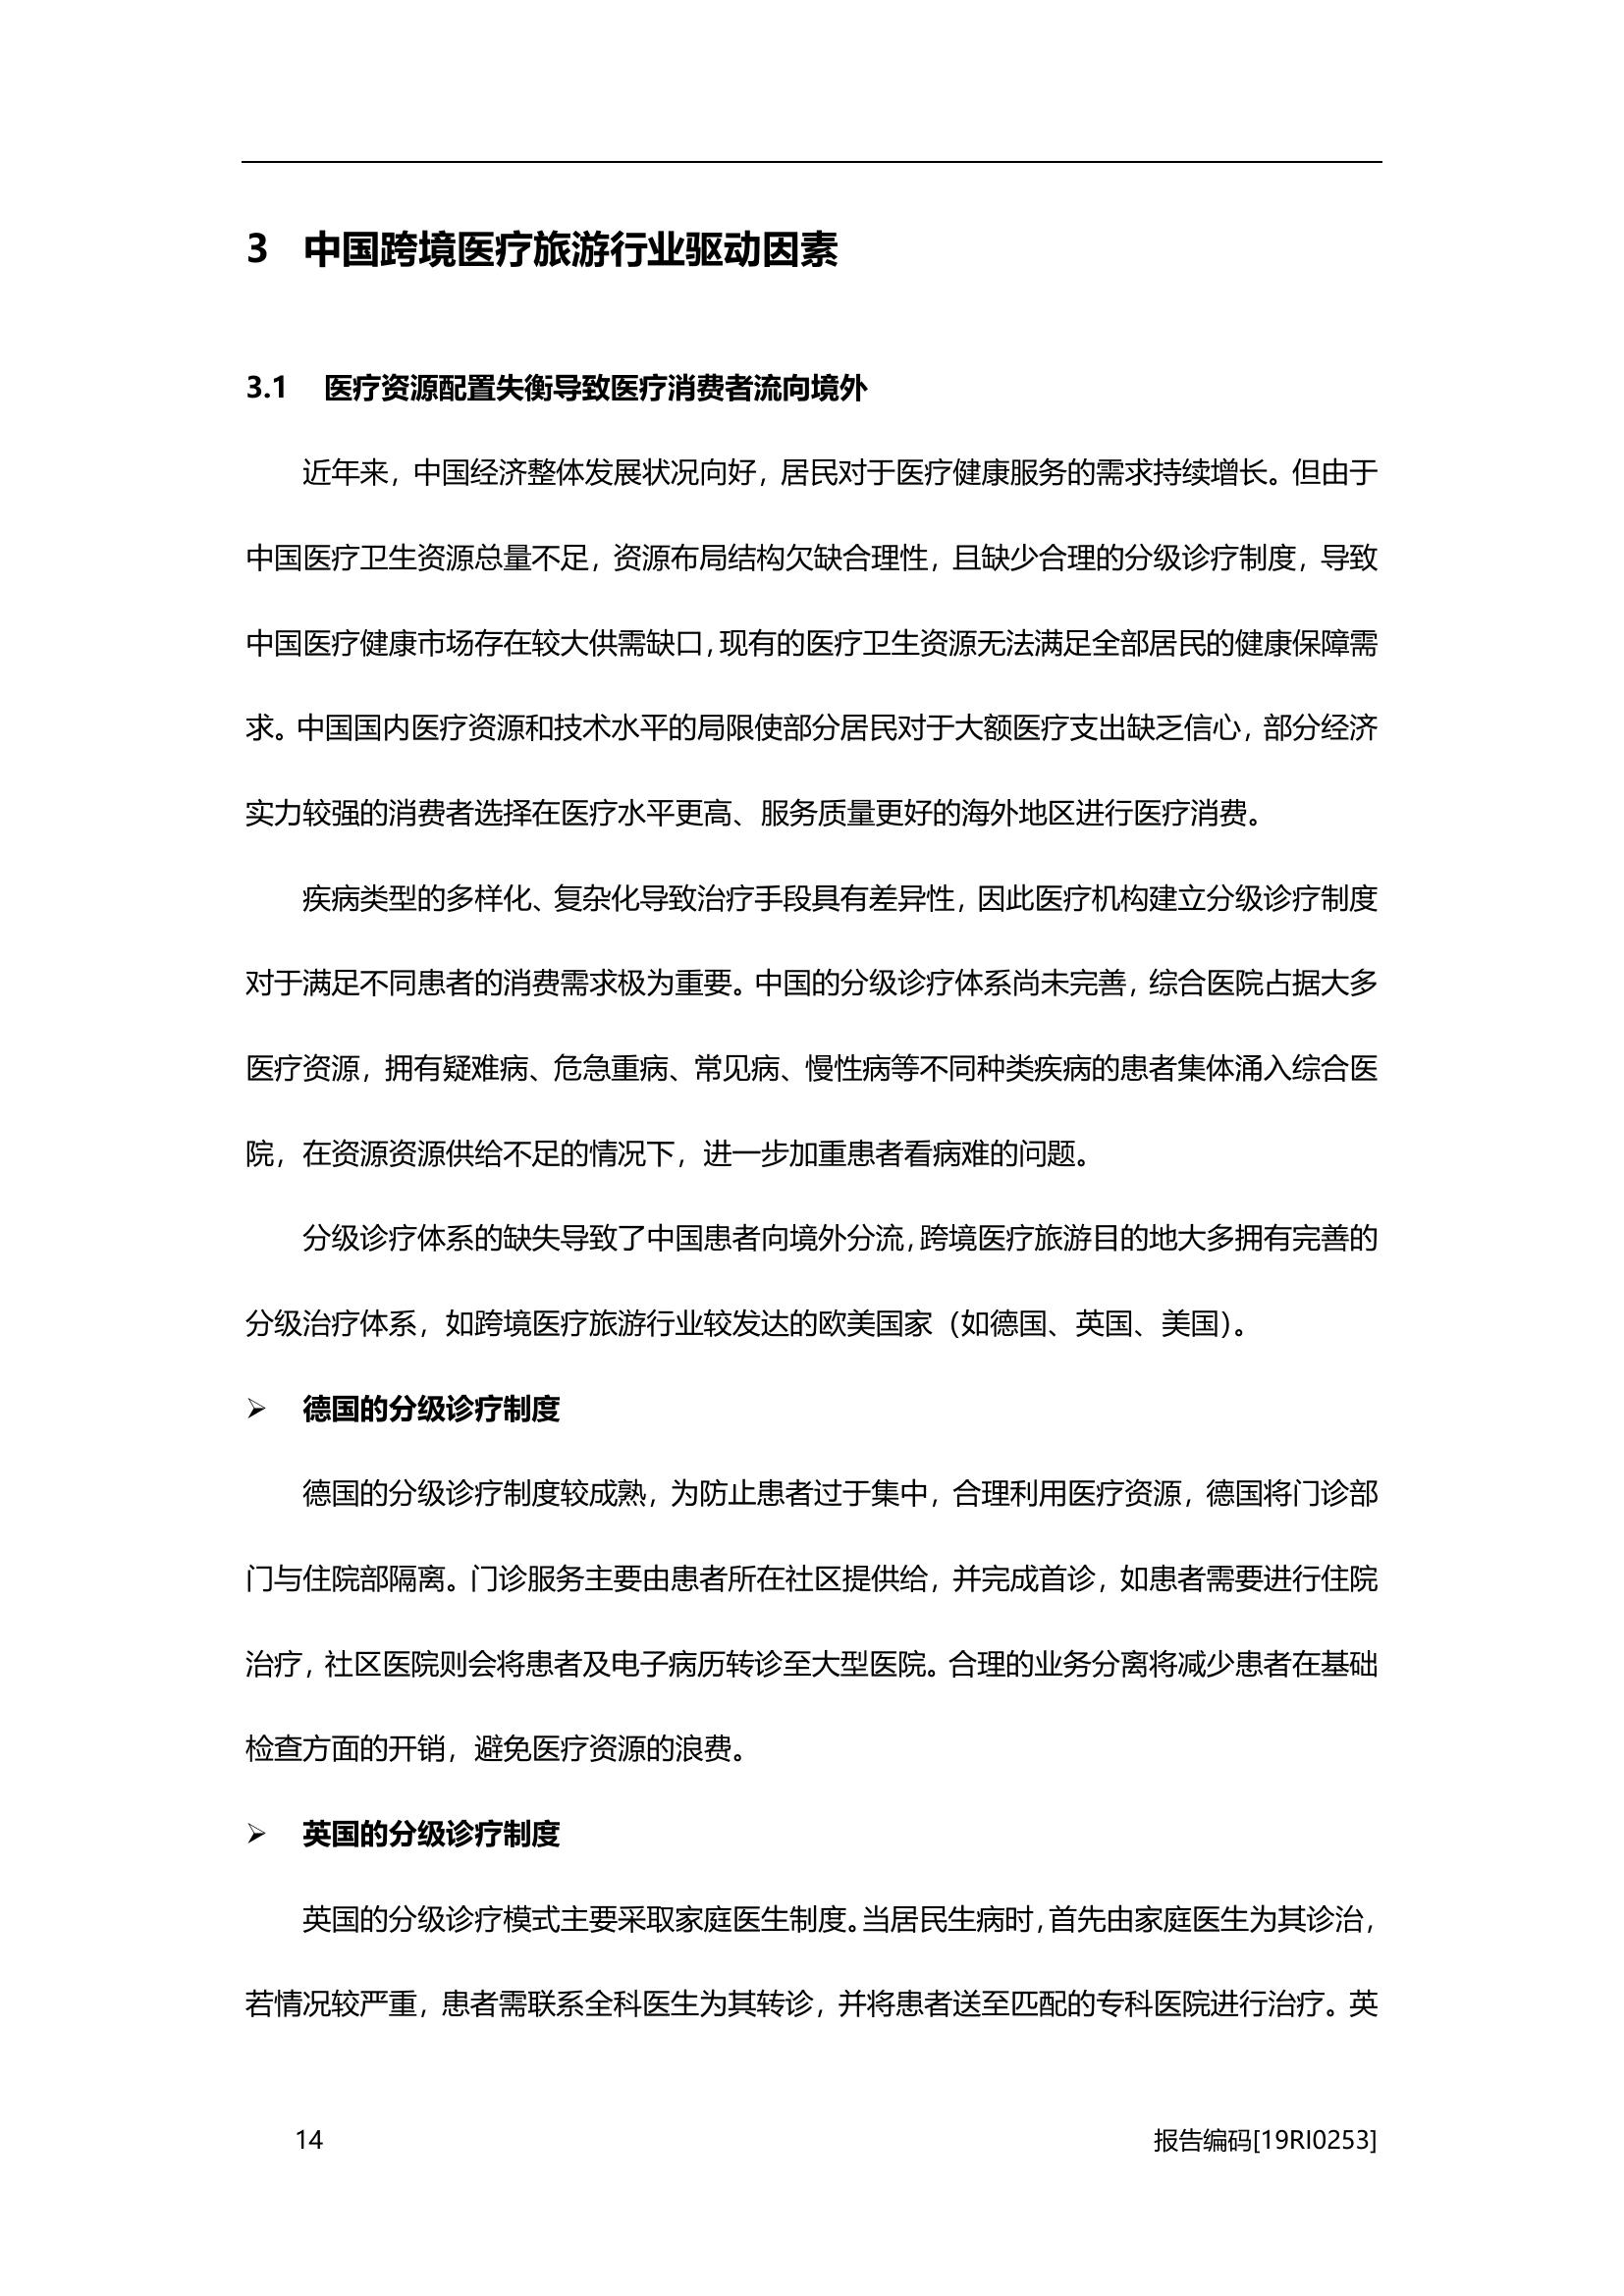 3 中国跨境医疗旅游行业驱动因素
3.1 医疗资源配置失衡导致医疗消费者流向境外
近年来，中国经济整体发展状况向好，居民对于医疗健康服务的需求持续增长。但由于
中国医疗卫生资源总量不足，资源布局结构欠缺合理性，且缺少合理的分级诊疗制度，导致
中国医疗健康市场存在较大供需缺口，现有的医疗卫生资源无法满足全部居民的健康保障需
求。中国国内医疗资源和技术水平的局限使部分居民对于大额医疗支出缺乏信心，部分经济
实力较强的消费者选择在医疗水平更高、服务质量更好的海外地区进行医疗消费。
疾病类型的多样化、复杂化导致治疗手段具有差异性，因此医疗机构建立分级诊疗制度
对于满足不同患者的消费需求极为重要。中国的分级诊疗体系尚未完善，综合医院占据大多
医疗资源，拥有疑难病、危急重病、常见病、慢性病等不同种类疾病的患者集体涌入综合医
院，在资源资源供给不足的情况下，进一步加重患者看病难的问题。
分级诊疗体系的缺失导致了中国患者向境外分流，跨境医疗旅游目的地大多拥有完善的
分级治疗体系，如跨境医疗旅游行业较发达的欧美国家（如德国、英国、美国）。
➢ 德国的分级诊疗制度
德国的分级诊疗制度较成熟，为防止患者过于集中，合理利用医疗资源，德国将门诊部
门与住院部隔离。门诊服务主要由患者所在社区提供给，并完成首诊，如患者需要进行住院
治疗，社区医院则会将患者及电子病历转诊至大型医院。合理的业务分离将减少患者在基础
检查方面的开销，避免医疗资源的浪费。
➢ 英国的分级诊疗制度
英国的分级诊疗模式主要采取家庭医生制度。当居民生病时，首先由家庭医生为其诊治，
若情况较严重，患者需联系全科医生为其转诊，并将患者送至匹配的专科医院进行治疗。英
14 报告编码[19RI0253]